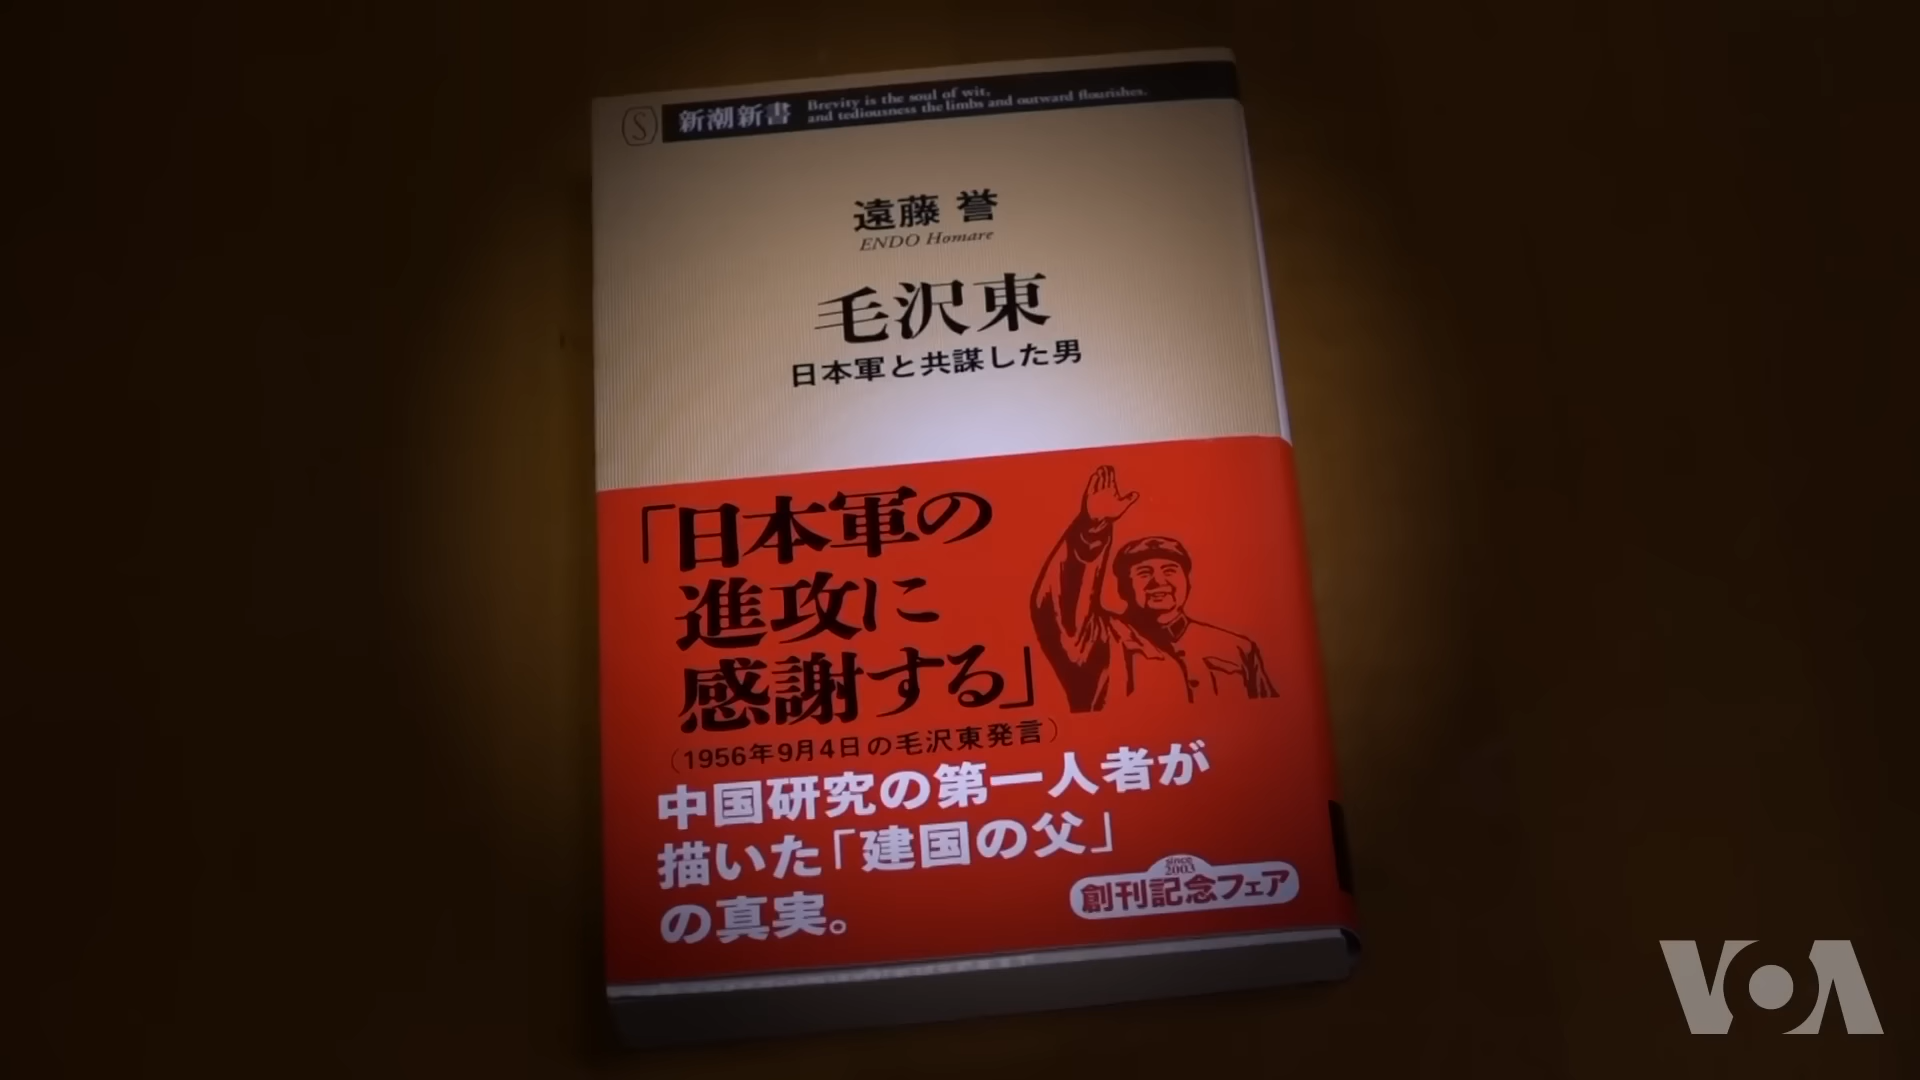 S
新潮新書
Brevity is the soul of wit,
and tediousness the limbs and outward flourishes.
遠藤 誉
ENDO Homare
毛沢東
日本軍と共謀した男
「日本軍の
進攻に
感謝する」
(1956年9月4日の毛沢東発言)
中国研究の第一人者が
描いた「建国の父」
の真実。
since
2003
創刊記念フェア
VOA